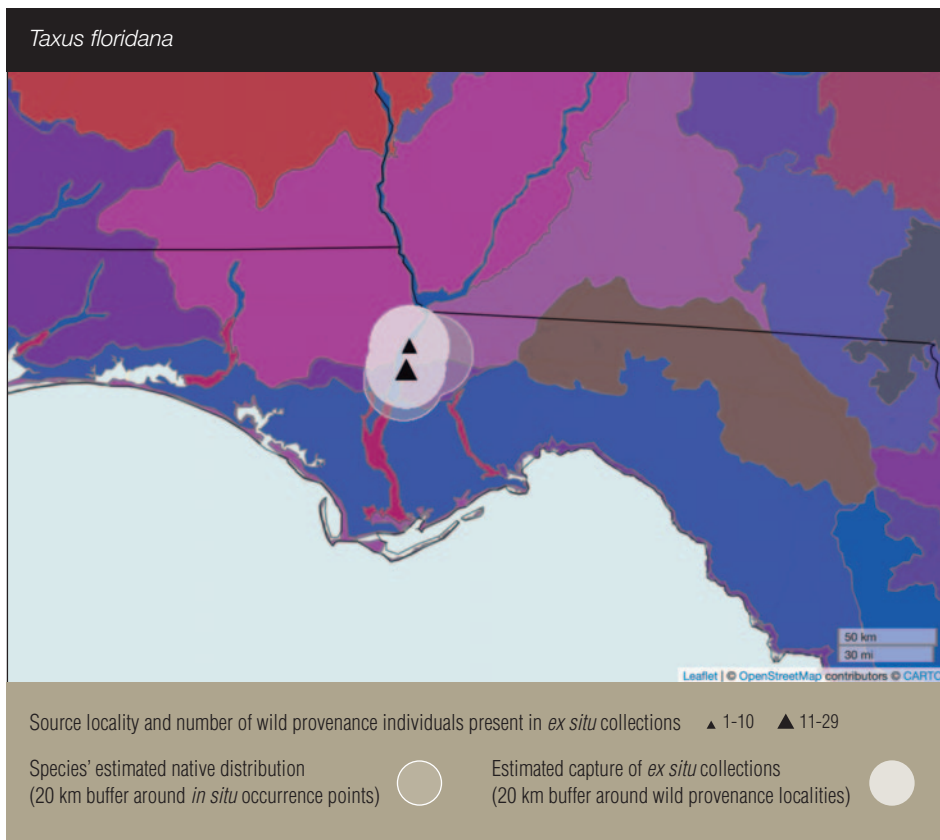 Taxus floridana
50 km
30 mi
Leaflet | © OpenStreetMap contributors © CARTO
Source locality and number of wild provenance individuals present in ex situ collections ▲ 1-10 ▲ 11-29
Species' estimated native distribution
(20 km buffer around in situ occurrence points)
Estimated capture of ex situ collections
(20 km buffer around wild provenance localities)